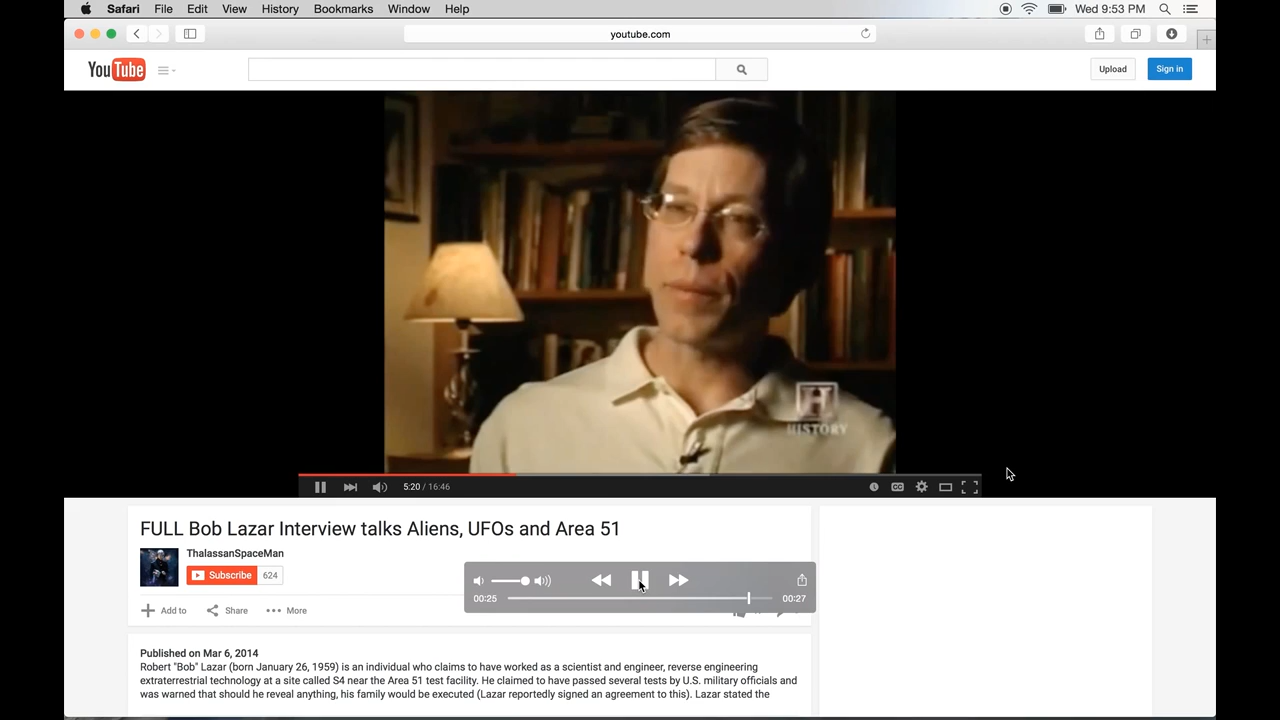 Safari File Edit View History Bookmarks Window Help Wed 9:53 PM
youtube.com
YouTube Upload Sign in
H
HISTORY
5:20 / 16:46 CC
FULL Bob Lazar Interview talks Aliens, UFOs and Area 51
ThalassanSpaceMan
Subscribe 624
00:25 00:27
Add to Share More
Published on Mar 6, 2014
Robert "Bob" Lazar (born January 26, 1959) is an individual who claims to have worked as a scientist and engineer, reverse engineering
extraterrestrial technology at a site called S4 near the Area 51 test facility. He claimed to have passed several tests by U.S. military officials and
was warned that should he reveal anything, his family would be executed (Lazar reportedly signed an agreement to this). Lazar stated the